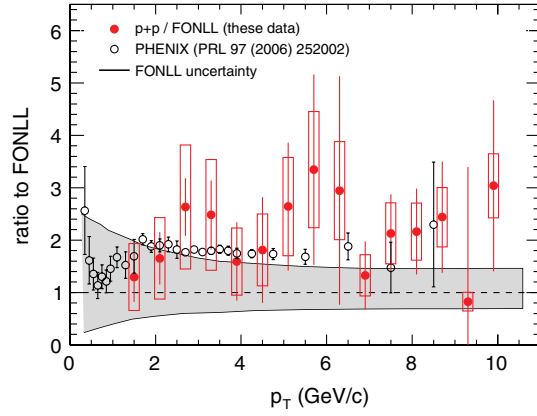 p+p / FONLL (these data)
PHENIX (PRL 97 (2006) 252002)
FONLL uncertainty
ratio to FONLL
6
5
4
3
2
1
0
0 2 4 6 8 10
p_T (GeV/c)